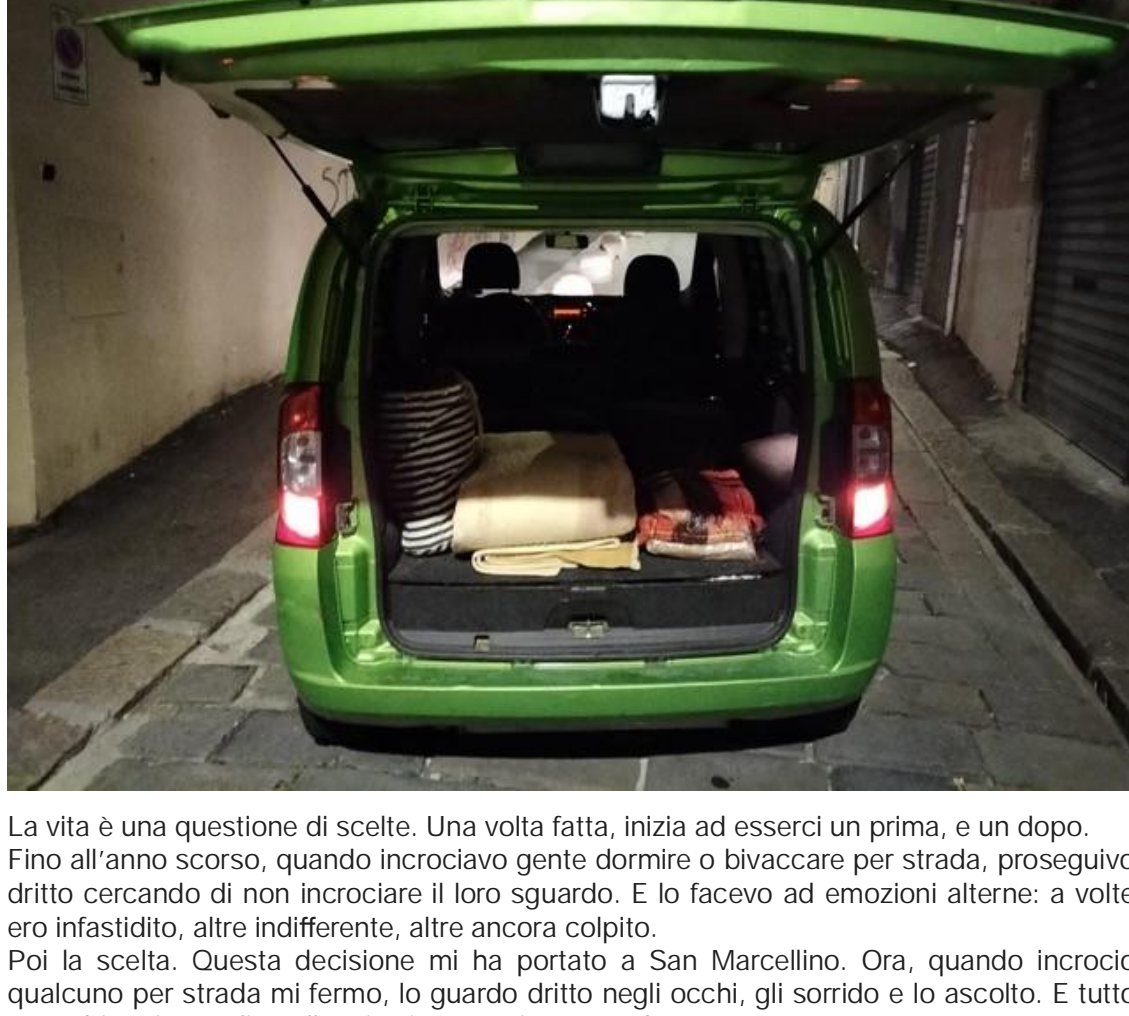 La vita è una questione di scelte. Una volta fatta, inizia ad esserci un prima, e un dopo.
Fino all'anno scorso, quando incrociavo gente dormire o bivaccare per strada, proseguivo
dritto cercando di non incrociare il loro sguardo. E lo facevo ad emozioni alterne: a volte
ero infastidito, altre indifferente, altre ancora colpito.
Poi la scelta. Questa decisione mi ha portato a San Marcellino. Ora, quando incrocio
qualcuno per strada mi fermo, lo guardo dritto negli occhi, gli sorrido e lo ascolto. E tutto